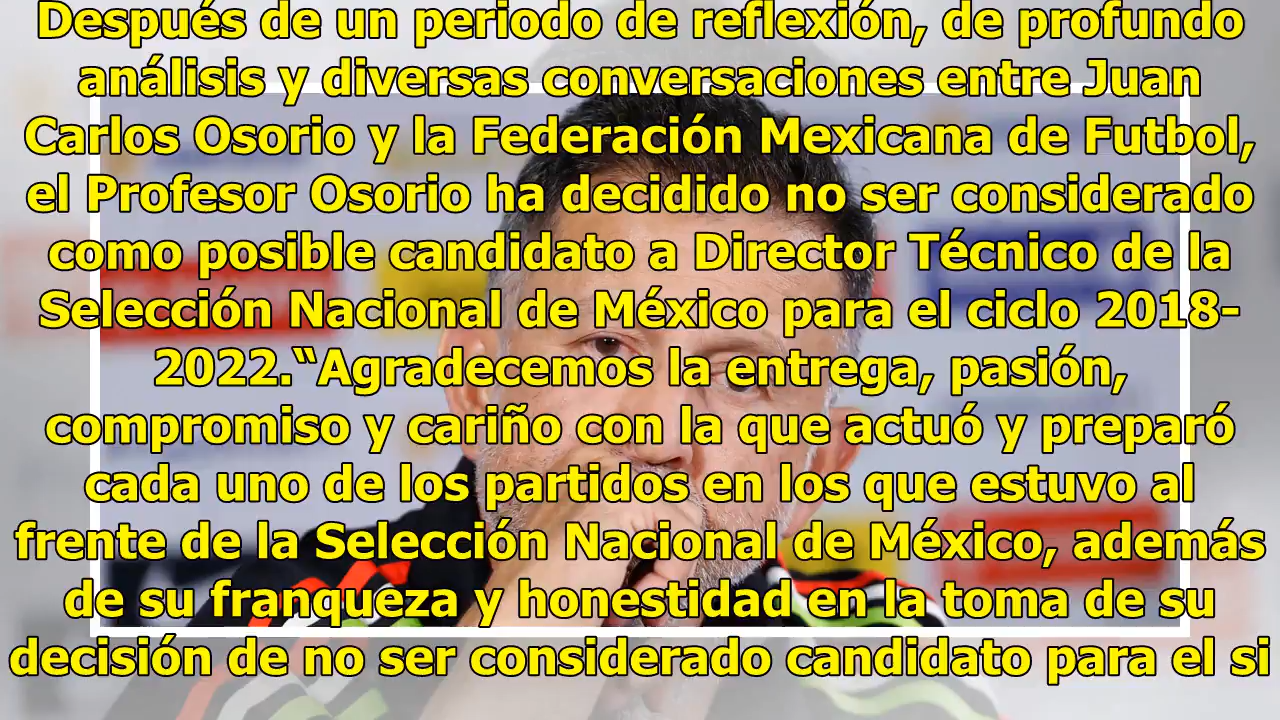 Después de un periodo de reflexión, de profundo
análisis y diversas conversaciones entre Juan
Carlos Osorio y la Federación Mexicana de Futbol,
el Profesor Osorio ha decidido no ser considerado
como posible candidato a Director Técnico de la
Selección Nacional de México para el ciclo 2018-
2022.“Agradecemos la entrega, pasión,
compromiso y cariño con la que actuó y preparó
cada uno de los partidos en los que estuvo al
frente de la Selección Nacional de México, además
de su franqueza y honestidad en la toma de su
decisión de no ser considerado candidato para el si